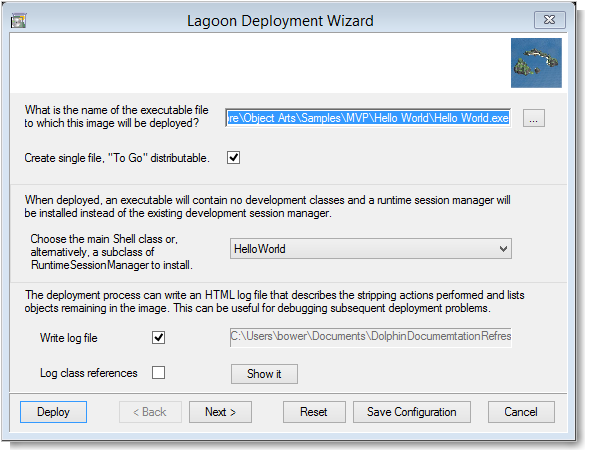 Lagoon Deployment Wizard
What is the name of the executable file
to which this image will be deployed?
ore\Object Arts\Samples\MVP\Hello World\Hello World.exe
...
Create single file, "To Go" distributable.
When deployed, an executable will contain no development classes and a runtime session manager will
be installed instead of the existing development session manager.
Choose the main Shell class or,
alternatively, a subclass of
RuntimeSessionManager to install.
HelloWorld
The deployment process can write an HTML log file that describes the stripping actions performed and lists
objects remaining in the image. This can be useful for debugging subsequent deployment problems.
Write log file
C:\Users\bower\Documents\DolphinDocumentationRefres
Log class references
Show it
Deploy
< Back
Next >
Reset
Save Configuration
Cancel